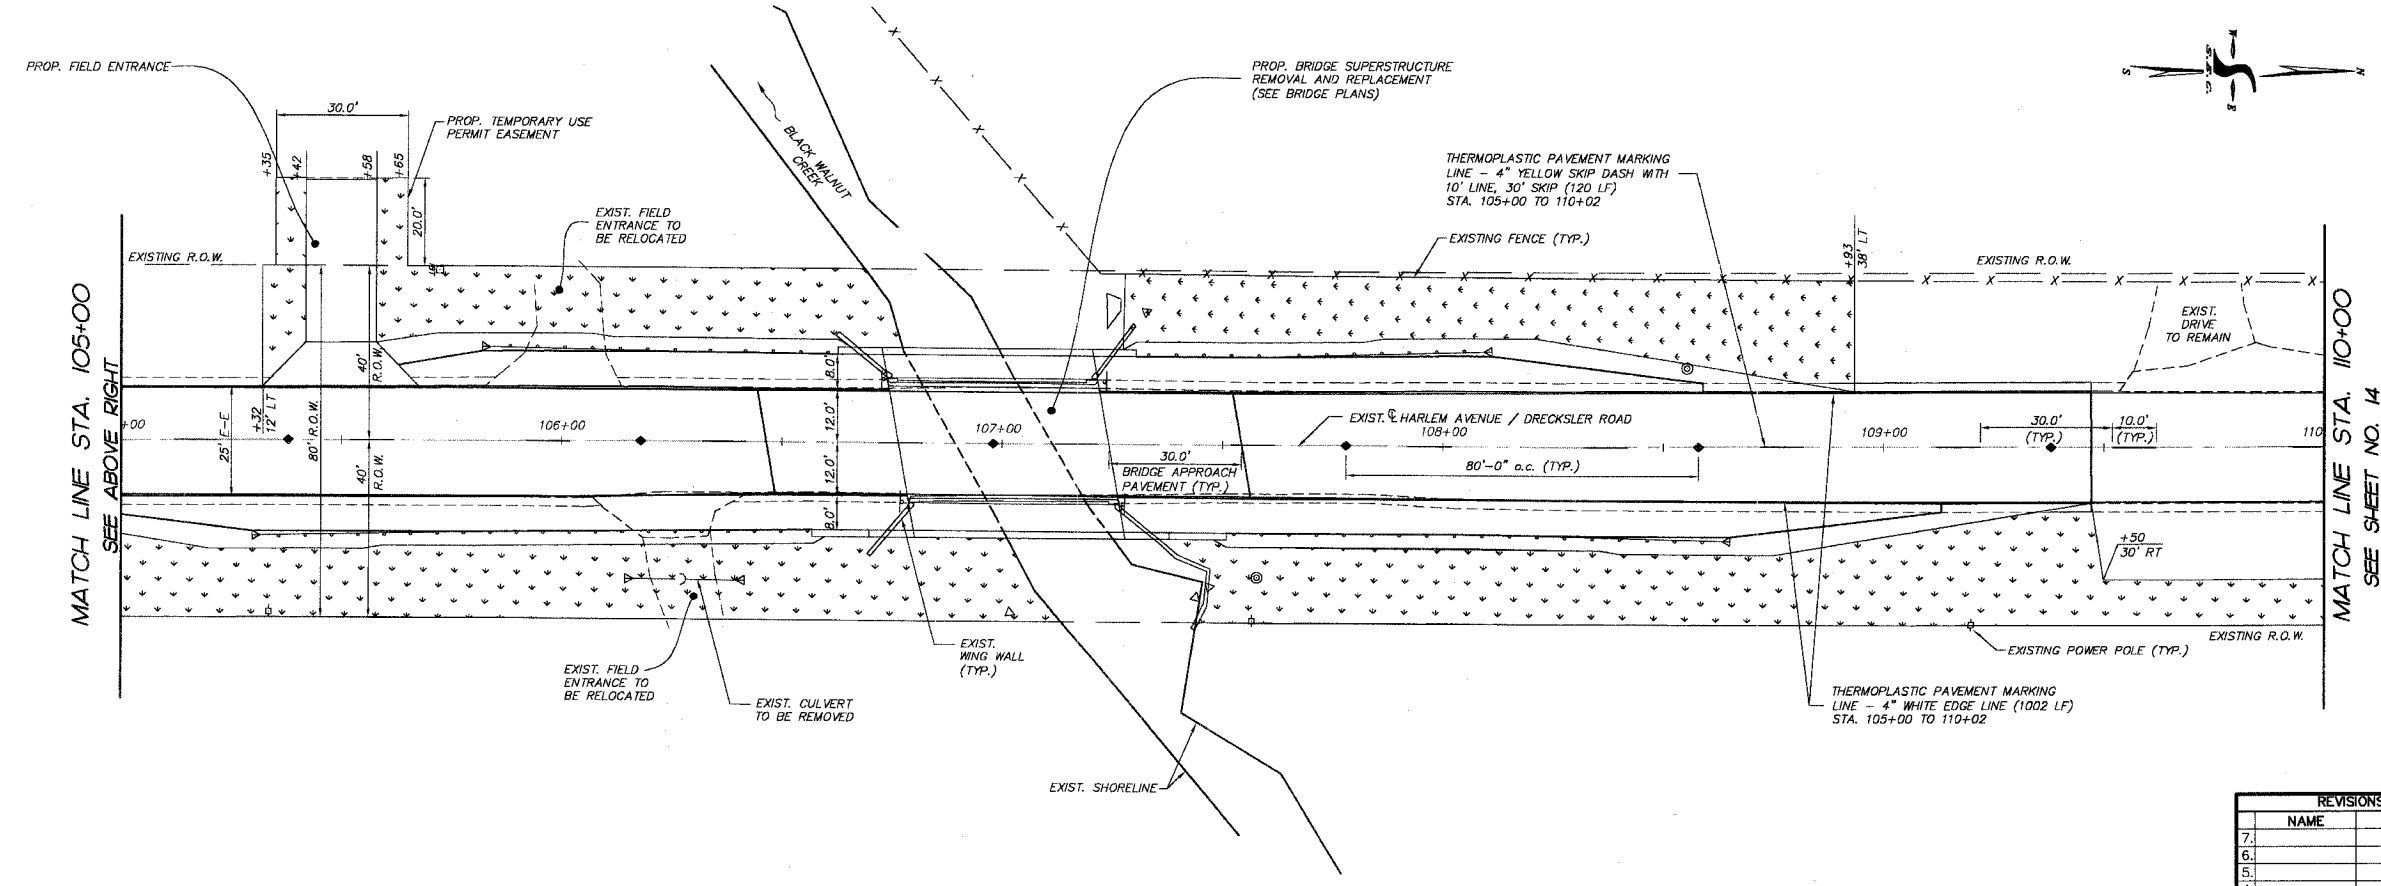 PROP. FIELD ENTRANCE
30.0'
PROP. TEMPORARY USE
PERMIT EASEMENT
+35
+42
+58
+65
20.0'
EXIST. FIELD
ENTRANCE TO
BE RELOCATED
BLACK WALNUT
CREEK
PROP. BRIDGE SUPERSTRUCTURE
REMOVAL AND REPLACEMENT
(SEE BRIDGE PLANS)
THERMOPLASTIC PAVEMENT MARKING
LINE - 4" YELLOW SKIP DASH WITH
10' LINE, 30' SKIP (120 LF)
STA. 105+00 TO 110+02
EXISTING FENCE (TYP.)
+93
38' LT
S
N
E
EXISTING R.O.W.
EXISTING R.O.W.
EXIST.
DRIVE
TO REMAIN
MATCH LINE STA. 105+00
SEE ABOVE RIGHT
+00
25' E-E
+32
12' LT
80' R.O.W.
40'
R.O.W.
40'
R.O.W.
106+00
8.0'
12.0'
12.0'
8.0'
107+00
30.0'
BRIDGE APPROACH
PAVEMENT (TYP.)
EXIST. ℄ HARLEM AVENUE / DRECKSLER ROAD
108+00
80'-0" o.c. (TYP.)
109+00
30.0'
(TYP.)
10.0'
(TYP.)
110
MATCH LINE STA. 110+00
SEE SHEET NO. 14
+50
30' RT
EXISTING R.O.W.
EXISTING POWER POLE (TYP.)
EXIST.
WING WALL
(TYP.)
EXIST. FIELD
ENTRANCE TO
BE RELOCATED
EXIST. CULVERT
TO BE REMOVED
THERMOPLASTIC PAVEMENT MARKING
LINE - 4" WHITE EDGE LINE (1002 LF)
STA. 105+00 TO 110+02
EXIST. SHORELINE
REVISIONS
NAME
7.
6.
5.